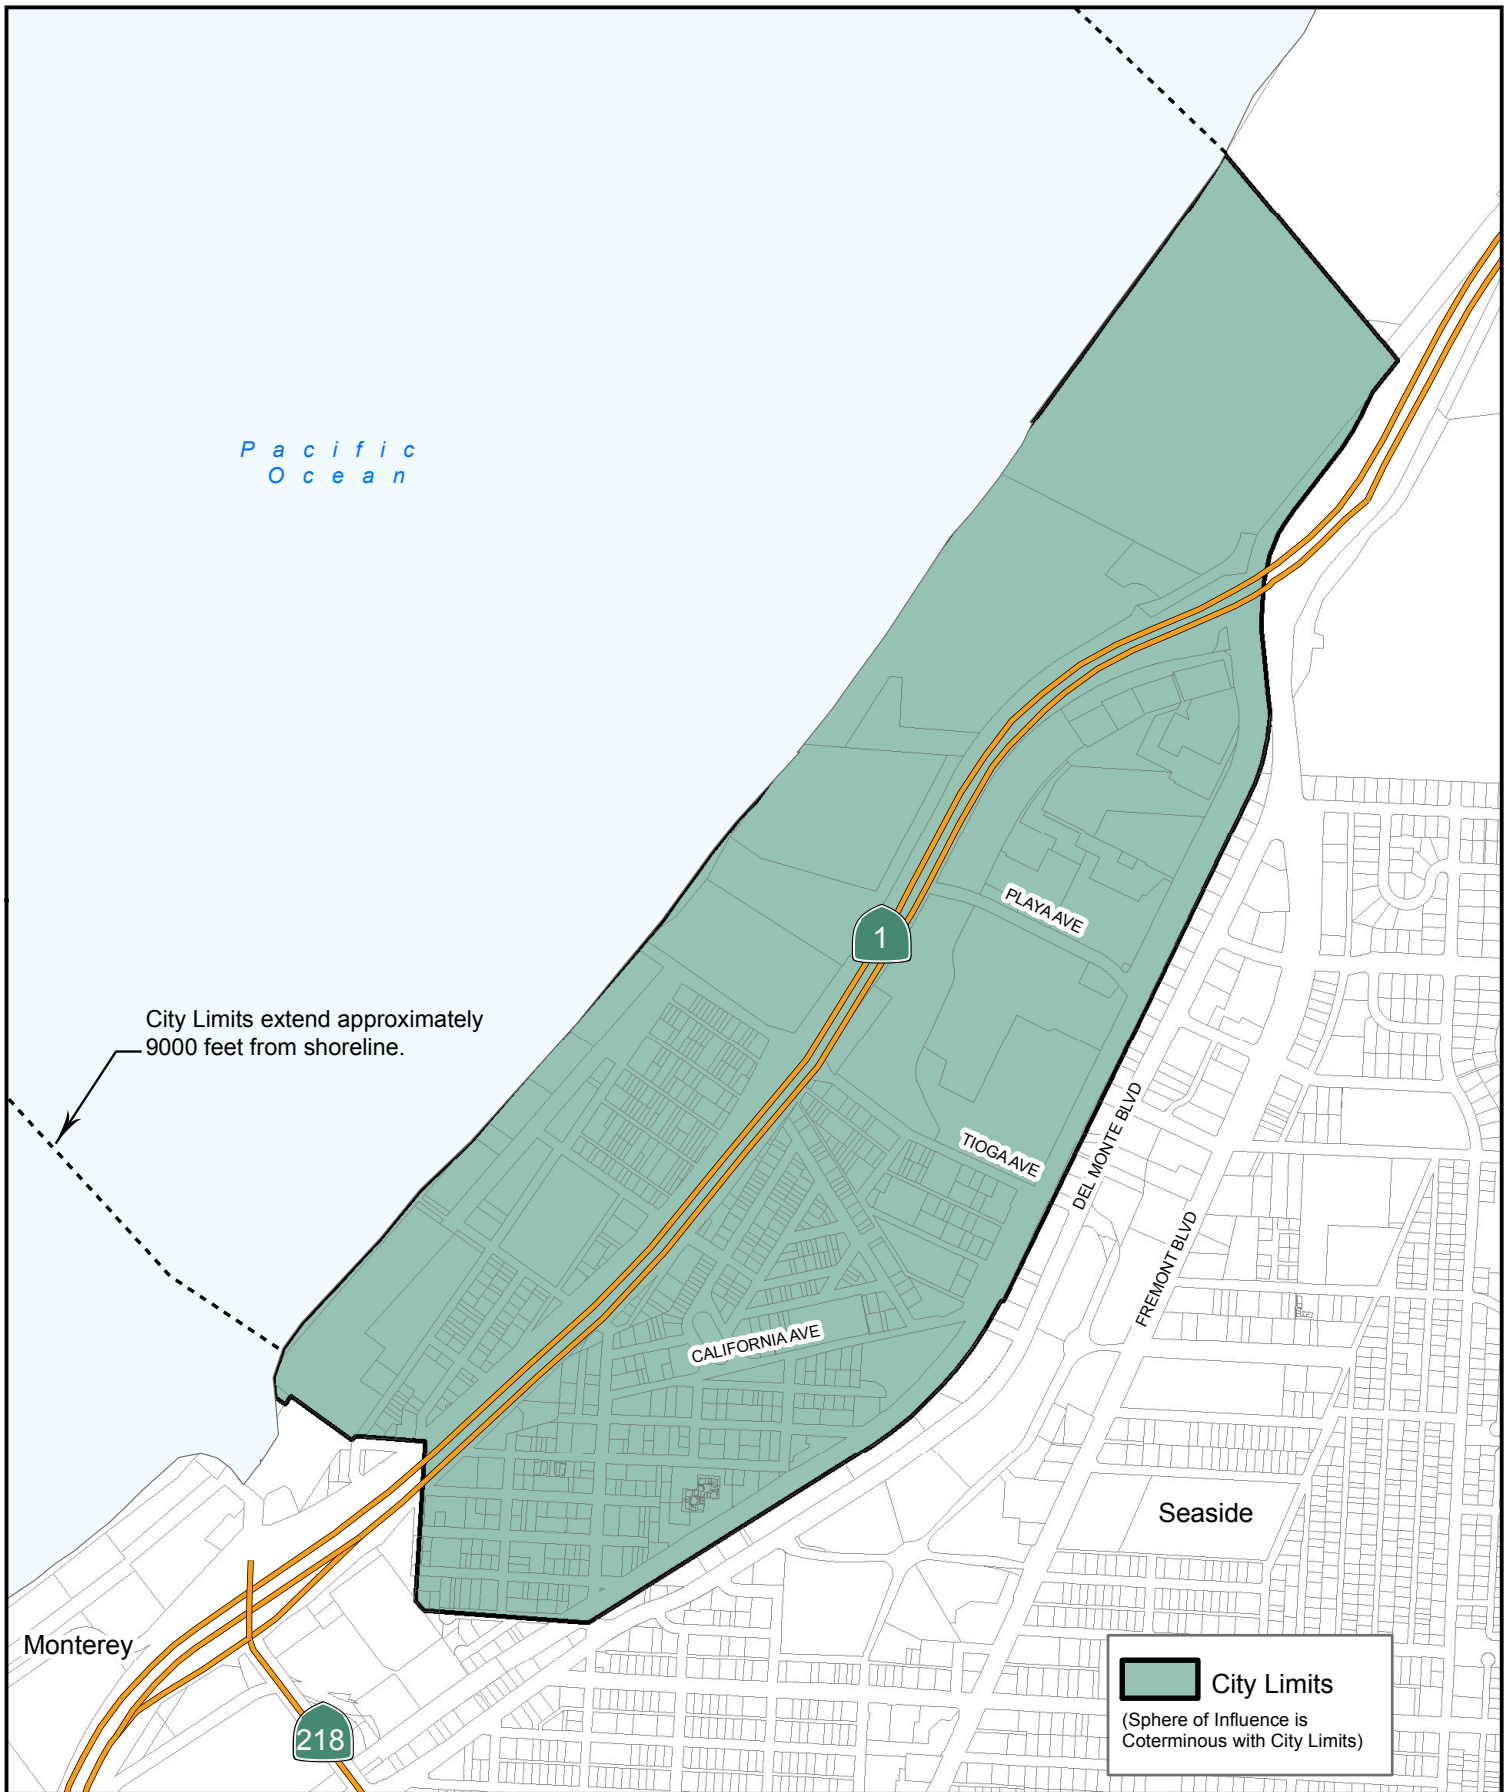 P a c i f i c
O c e a n
PLAYA AVE
1
City Limits extend approximately
9000 feet from shoreline.
TIOGA AVE
DEL MONTE BLVD
FREMONT BLVD
CALIFORNIA AVE
Seaside
Monterey
218
City Limits
(Sphere of Influence is
Coterminous with City Limits)